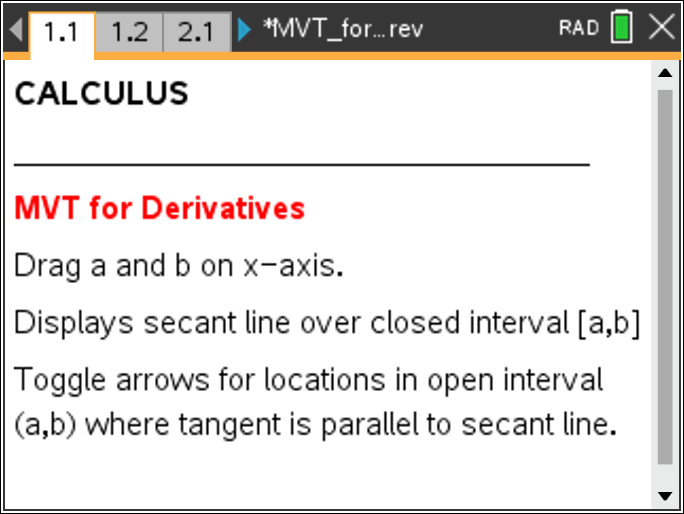 1.1 1.2 2.1 *MVT_for...rev RAD
CALCULUS
MVT for Derivatives
Drag a and b on x-axis.
Displays secant line over closed interval [a,b]
Toggle arrows for locations in open interval
(a,b) where tangent is parallel to secant line.